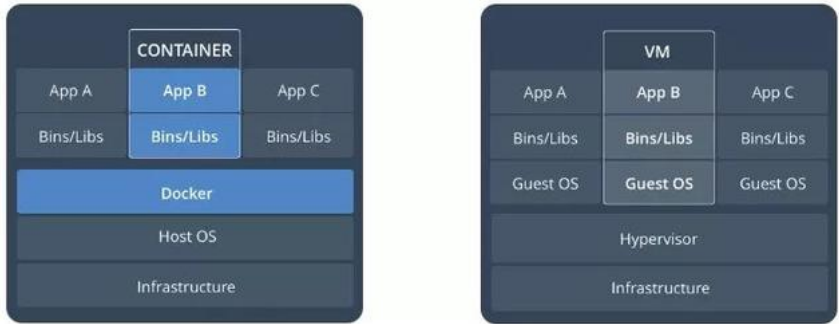 CONTAINER
App A App B App C
Bins/Libs Bins/Libs Bins/Libs
Docker
Host OS
Infrastructure
VM
App A App B App C
Bins/Libs Bins/Libs Bins/Libs
Guest OS Guest OS Guest OS
Hypervisor
Infrastructure